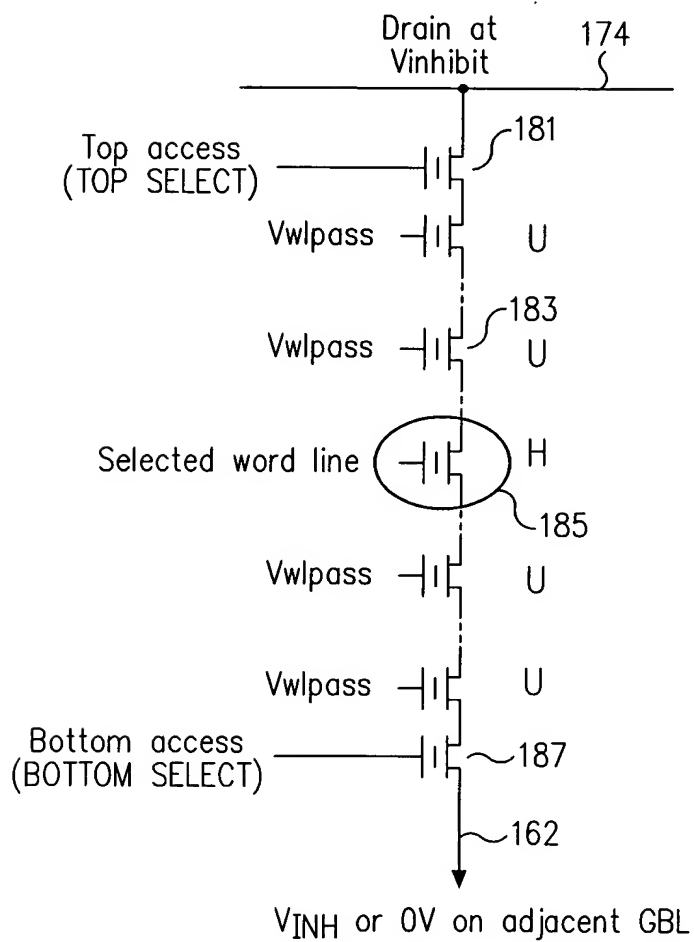 Drain at
Vinhibit
174
181
Top access
(TOP SELECT)
Vwlpass
U
183
Vwlpass
U
Selected word line
H
185
Vwlpass
U
Vwlpass
U
Bottom access
(BOTTOM SELECT)
187
162
VINH or 0V on adjacent GBL